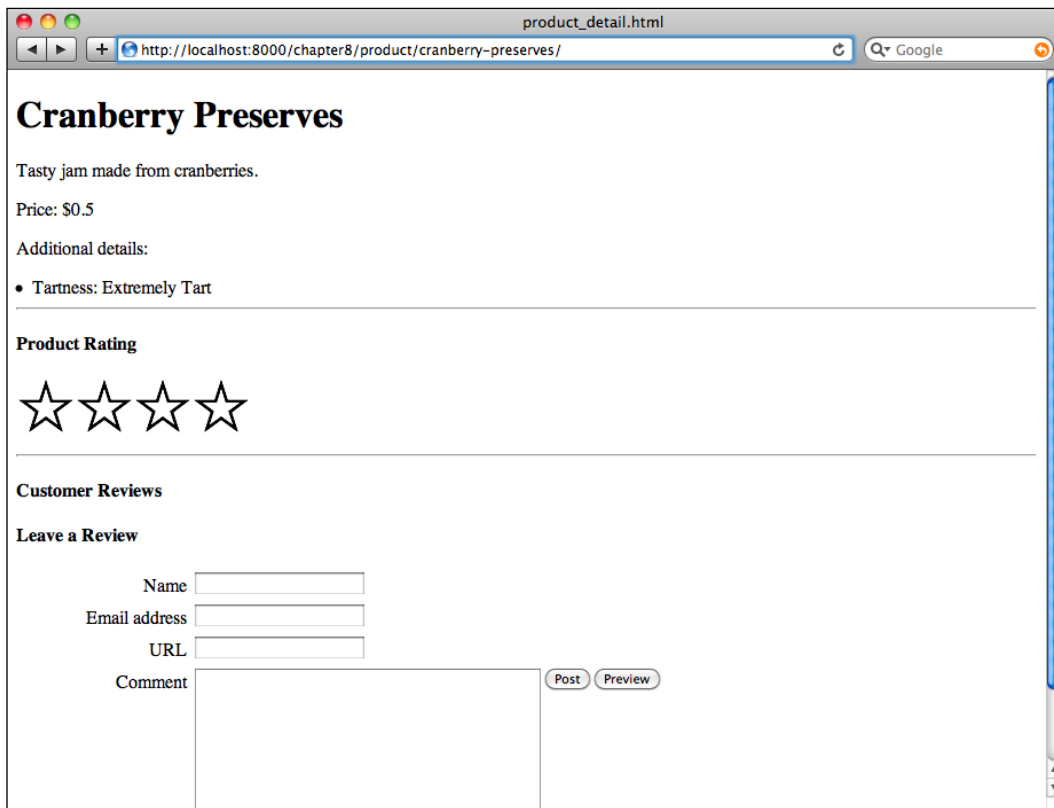 product_detail.html
http://localhost:8000/chapter8/product/cranberry-preserves/
Google
Cranberry Preserves
Tasty jam made from cranberries.
Price: $0.5
Additional details:
• Tartness: Extremely Tart
Product Rating
Customer Reviews
Leave a Review
Name
Email address
URL
Comment
Post Preview